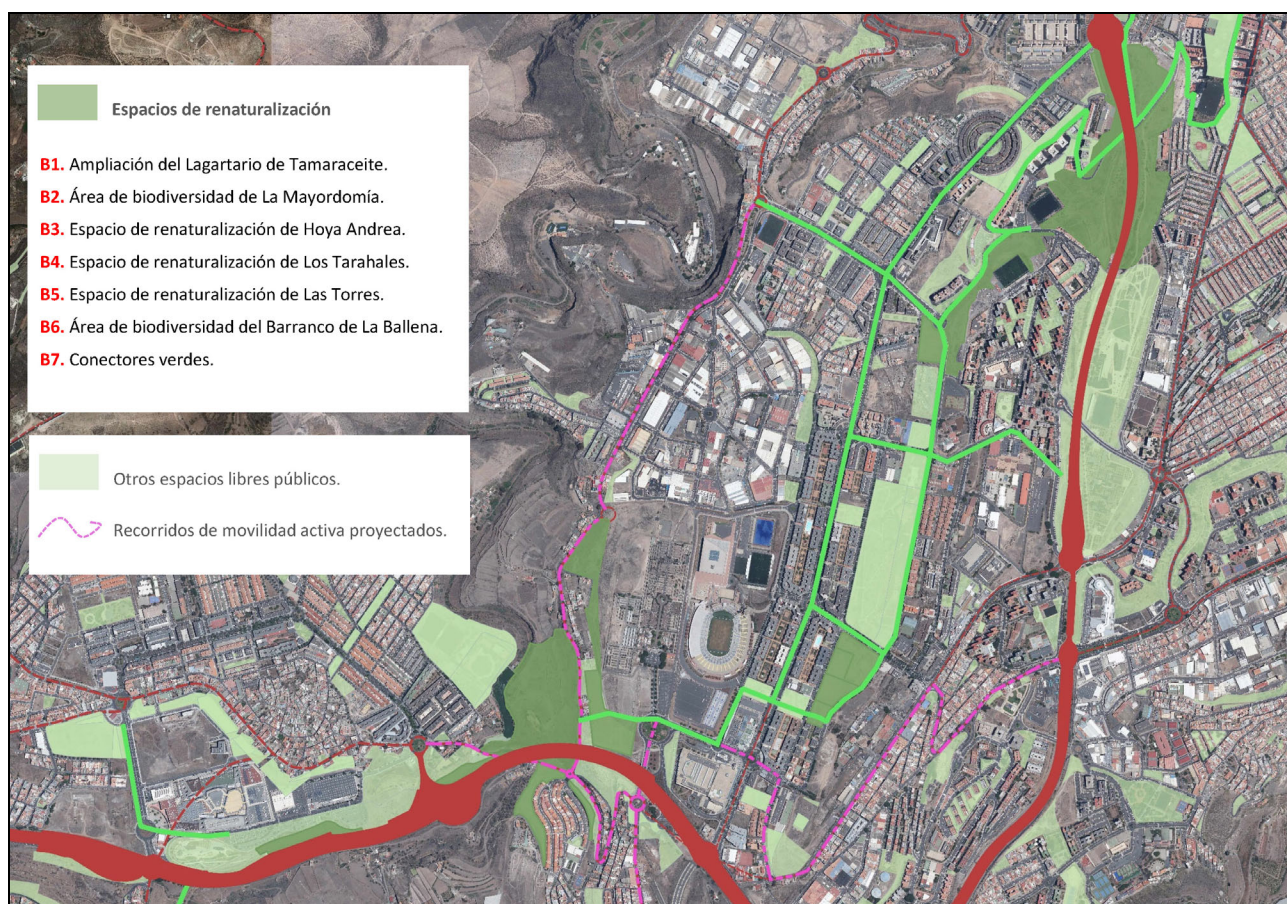 Espacios de renaturalización
B1. Ampliación del Lagartario de Tamaraceite.
B2. Área de biodiversidad de La Mayordomía.
B3. Espacio de renaturalización de Hoya Andrea.
B4. Espacio de renaturalización de Los Tarahales.
B5. Espacio de renaturalización de Las Torres.
B6. Área de biodiversidad del Barranco de La Ballena.
B7. Conectores verdes.
Otros espacios libres públicos.
Recorridos de movilidad activa proyectados.